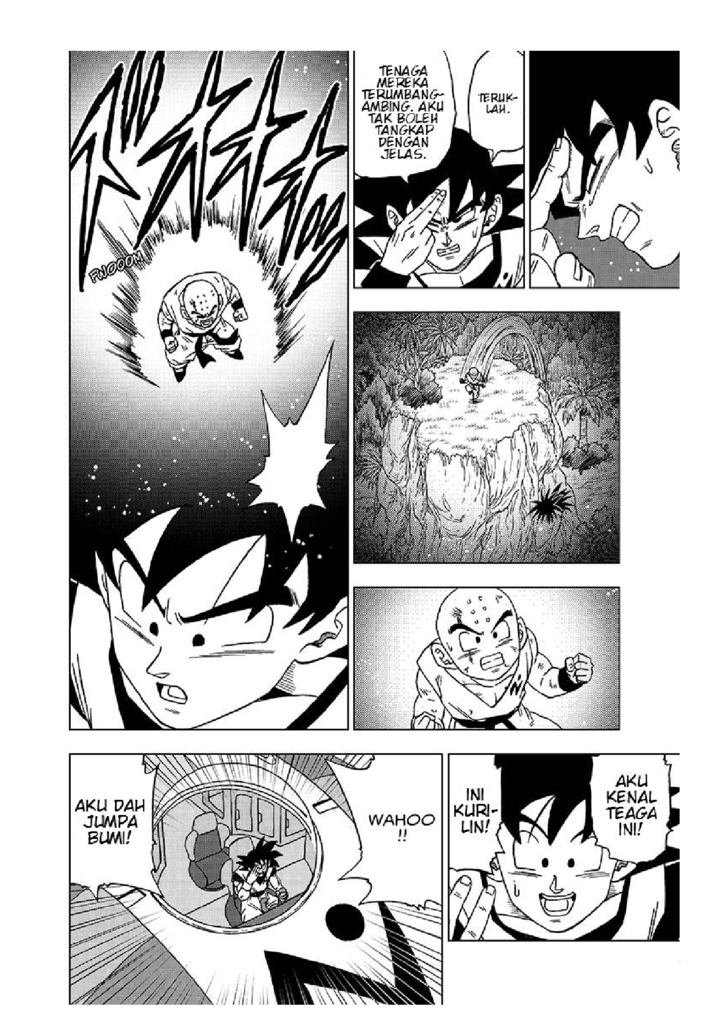 TERUK-
LAH.
TENAGA
MEREKA
TERUMBANG-
AMBING. AKU
TAK BOLEH
TANGKAP
DENGAN
JELAS.
FWOOOM
AKU
KENAL
TEAGA
INI!
INI
KURI-
LIN!
WAHOO
!!
AKU DAH
JUMPA
BUMI!